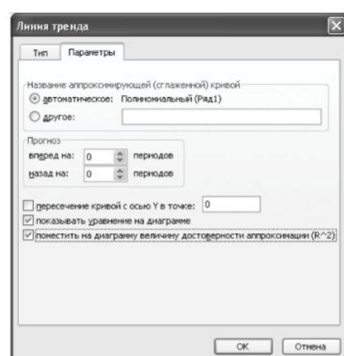 Линия тренда
Тип Параметры
Название аппроксимирующей (сглаженной) кривой
автоматическое: Полиномиальный (Ряд1)
другое:
Прогноз
вперед на: 0 периодов
назад на: 0 периодов
пересечение кривой с осью Y в точке: 0
показывать уравнение на диаграмме
поместить на диаграмму величину достоверности аппроксимации (R^2)
ОК Отмена